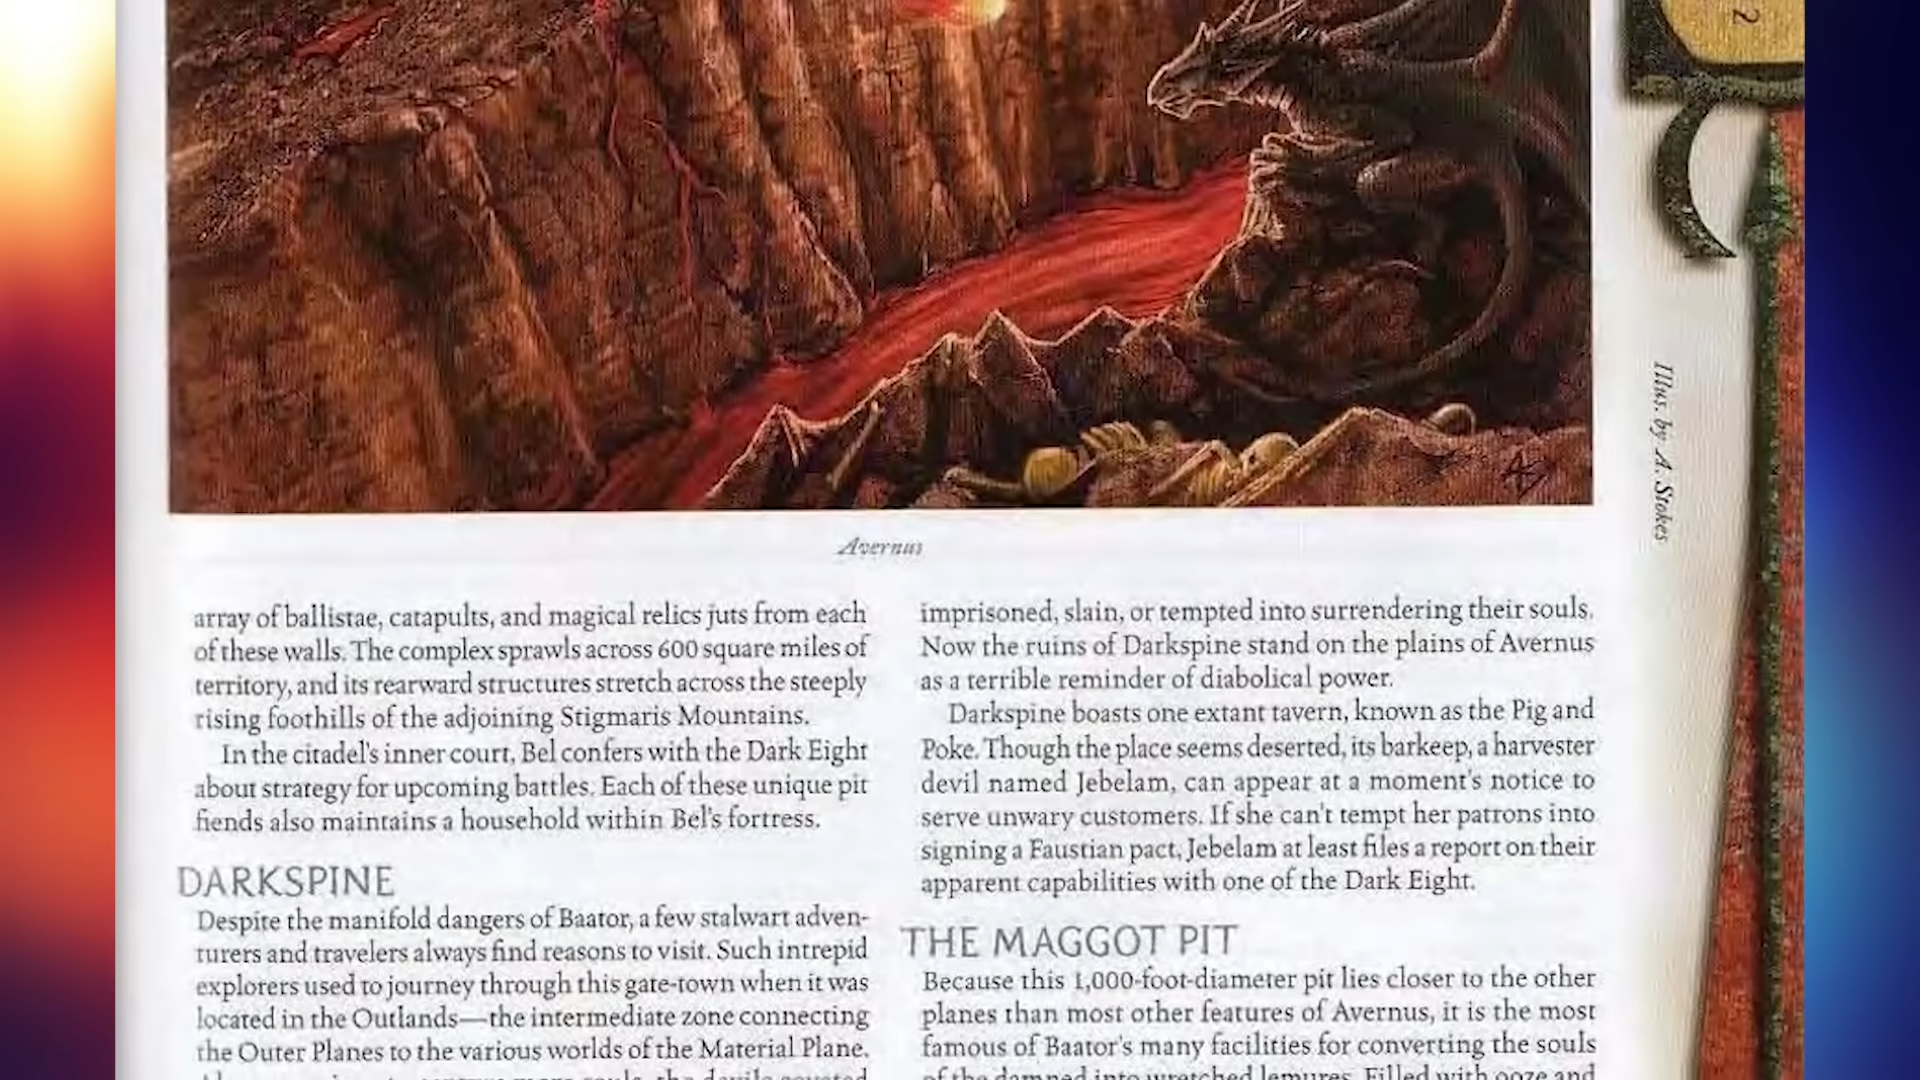 2
Illus. by A. Stokes
Avernus
array of ballistae, catapults, and magical relics juts from each
of these walls. The complex sprawls across 600 square miles of
territory, and its rearward structures stretch across the steeply
rising foothills of the adjoining Stigmaris Mountains.
In the citadel's inner court, Bel confers with the Dark Eight
about strategy for upcoming battles. Each of these unique pit
fiends also maintains a household within Bel's fortress.
DARKSPINE
Despite the manifold dangers of Baator, a few stalwart adven-
turers and travelers always find reasons to visit. Such intrepid
explorers used to journey through this gate-town when it was
located in the Outlands—the intermediate zone connecting
the Outer Planes to the various worlds of the Material Plane.
imprisoned, slain, or tempted into surrendering their souls.
Now the ruins of Darkspine stand on the plains of Avernus
as a terrible reminder of diabolical power.
Darkspine boasts one extant tavern, known as the Pig and
Poke. Though the place seems deserted, its barkeep, a harvester
devil named Jebelam, can appear at a moment's notice to
serve unwary customers. If she can't tempt her patrons into
signing a Faustian pact, Jebelam at least files a report on their
apparent capabilities with one of the Dark Eight.
THE MAGGOT PIT
Because this 1,000-foot-diameter pit lies closer to the other
planes than most other features of Avernus, it is the most
famous of Baator's many facilities for converting the souls
of the damned into wretched lemures. Filled with ooze and